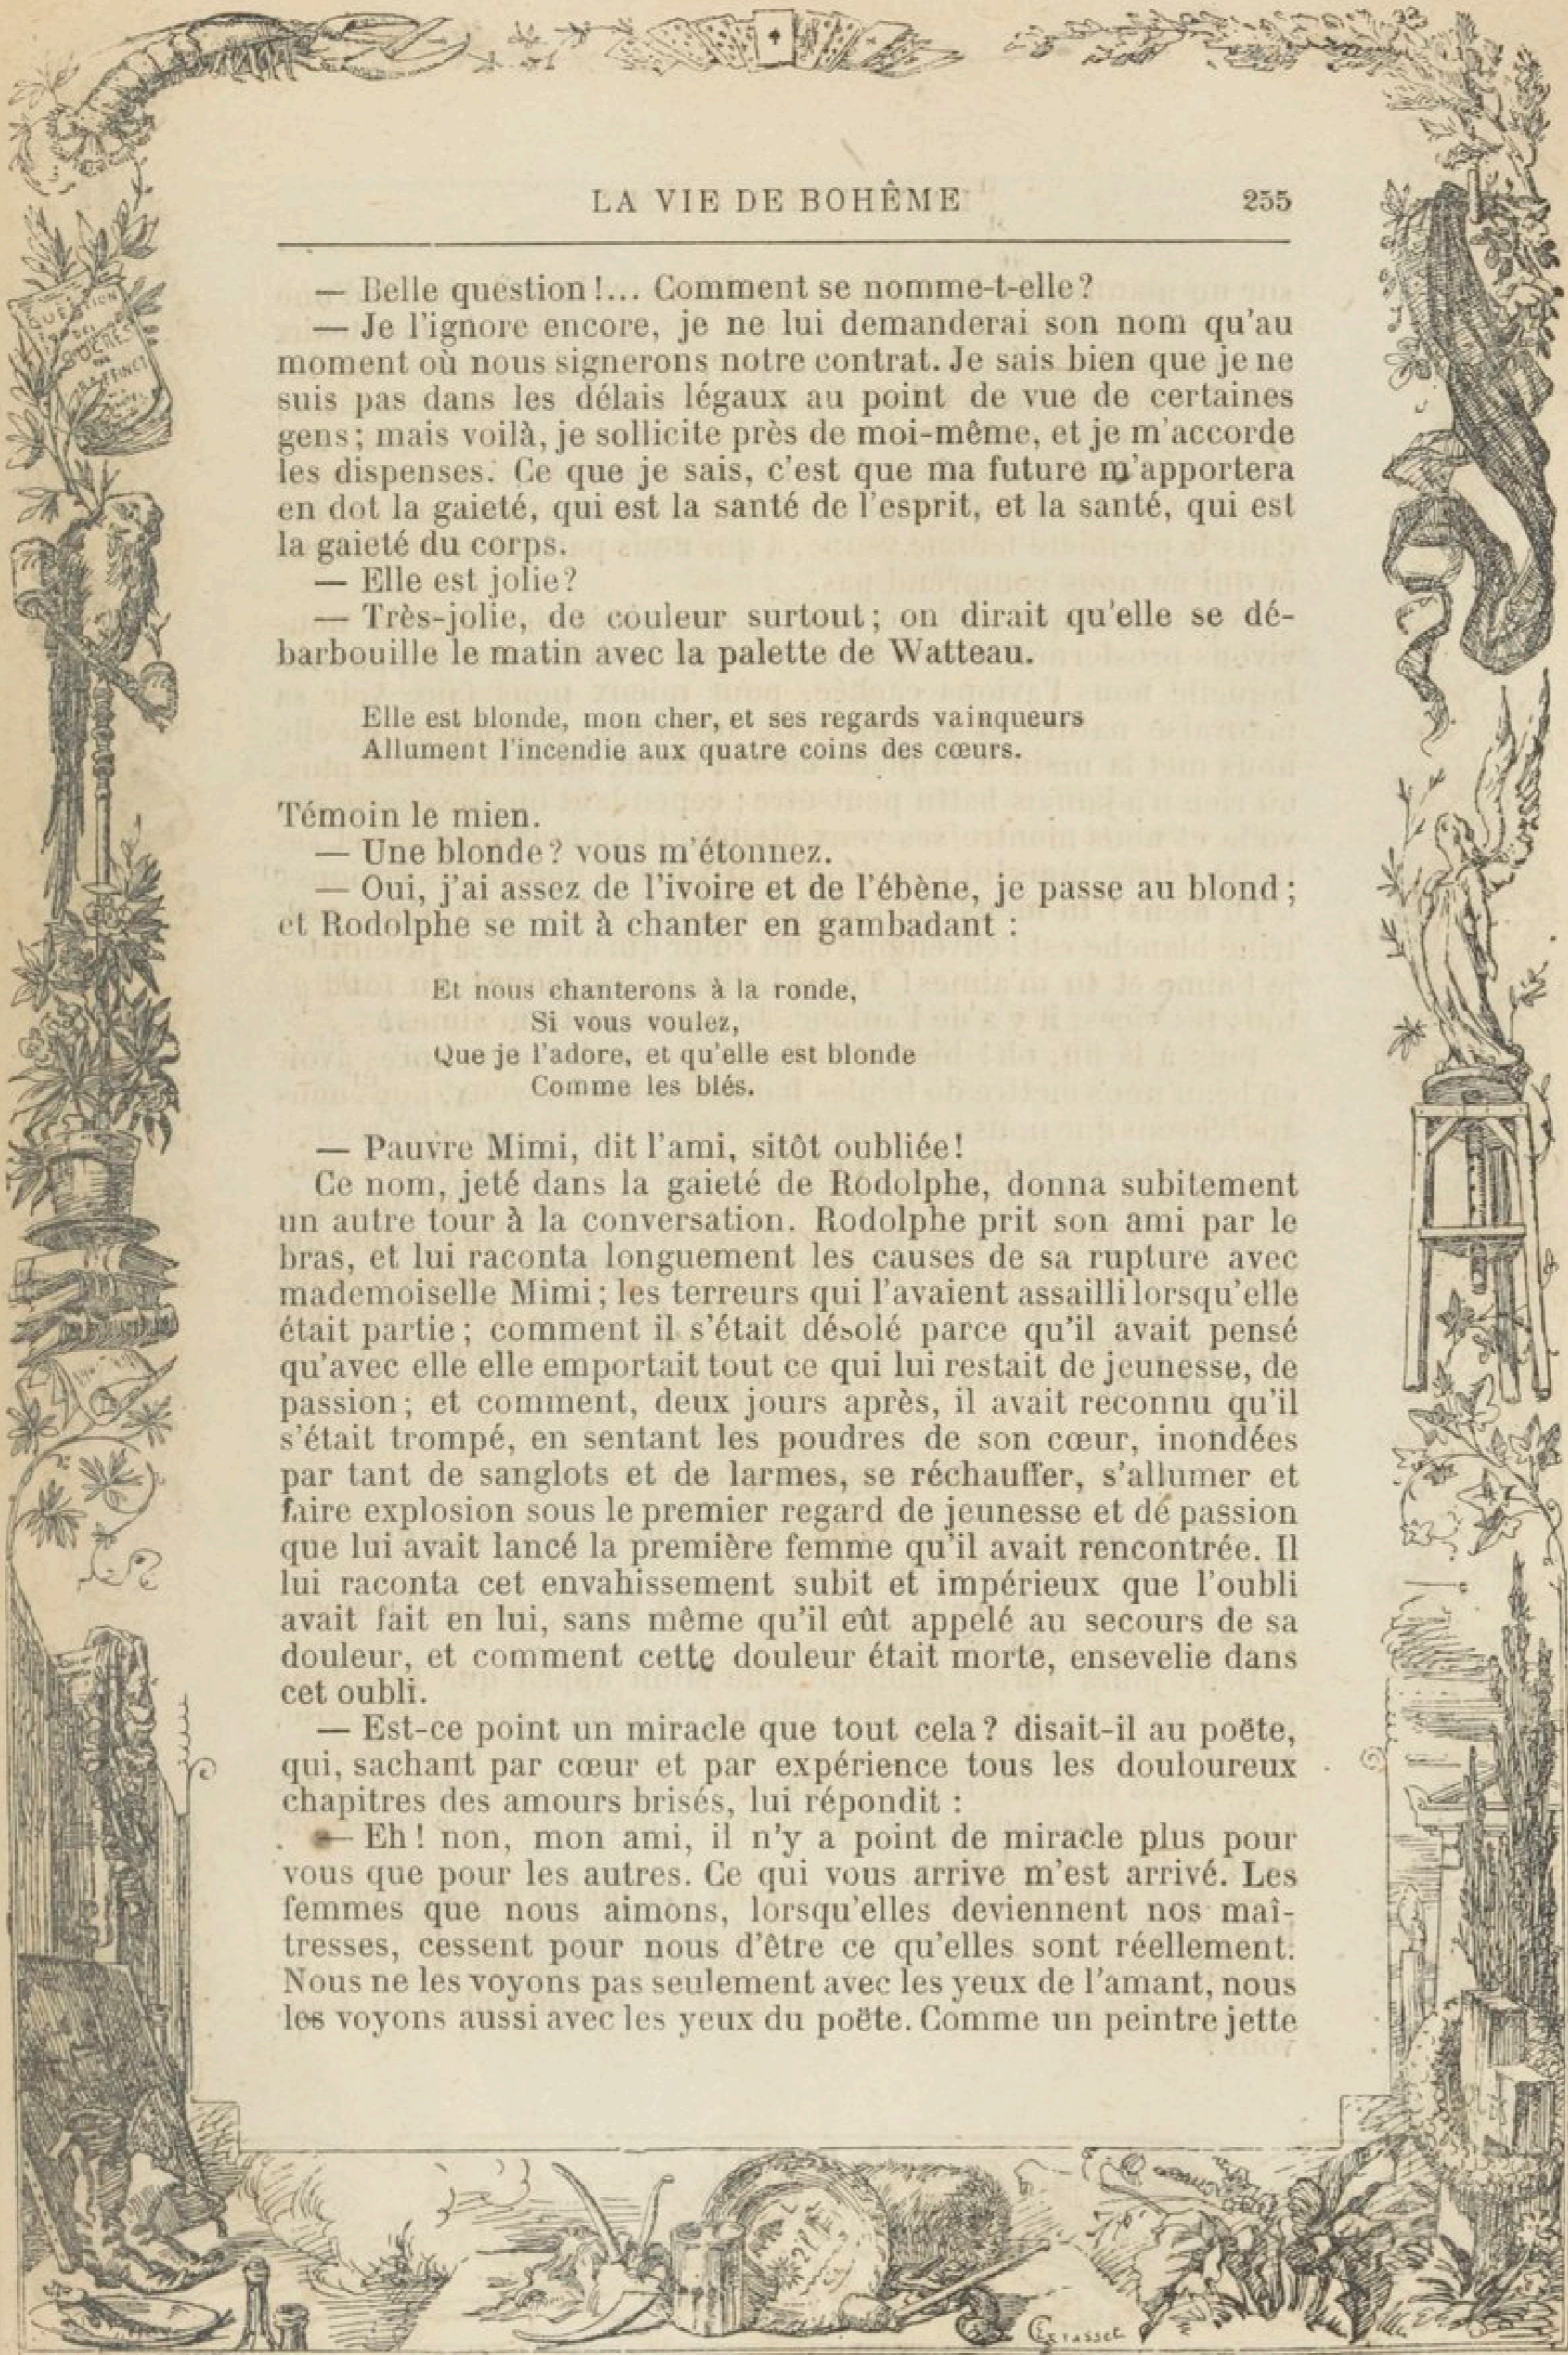 LA VIE DE BOHÊME 255
— Belle question !... Comment se nomme-t-elle?
— Je l'ignore encore, je ne lui demanderai son nom qu'au
moment où nous signerons notre contrat. Je sais bien que je ne
suis pas dans les délais légaux au point de vue de certaines
gens; mais voilà, je sollicite près de moi-même, et je m'accorde
les dispenses. Ce que je sais, c'est que ma future m'apportera
en dot la gaieté, qui est la santé de l'esprit, et la santé, qui est
la gaieté du corps.
— Elle est jolie?
— Très-jolie, de couleur surtout; on dirait qu'elle se dé-
barbouille le matin avec la palette de Watteau.
Elle est blonde, mon cher, et ses regards vainqueurs
Allument l'incendie aux quatre coins des cœurs.
Témoin le mien.
— Une blonde? vous m'étonnez.
— Oui, j'ai assez de l'ivoire et de l'ébène, je passe au blond;
et Rodolphe se mit à chanter en gambadant :
Et nous chanterons à la ronde,
Si vous voulez,
Que je l'adore, et qu'elle est blonde
Comme les blés.
— Pauvre Mimi, dit l'ami, sitôt oubliée!
Ce nom, jeté dans la gaieté de Rodolphe, donna subitement
un autre tour à la conversation. Rodolphe prit son ami par le
bras, et lui raconta longuement les causes de sa rupture avec
mademoiselle Mimi; les terreurs qui l'avaient assailli lorsqu'elle
était partie; comment il s'était désolé parce qu'il avait pensé
qu'avec elle elle emportait tout ce qui lui restait de jeunesse, de
passion; et comment, deux jours après, il avait reconnu qu'il
s'était trompé, en sentant les poudres de son cœur, inondées
par tant de sanglots et de larmes, se réchauffer, s'allumer et
faire explosion sous le premier regard de jeunesse et de passion
que lui avait lancé la première femme qu'il avait rencontrée. Il
lui raconta cet envahissement subit et impérieux que l'oubli
avait fait en lui, sans même qu'il eût appelé au secours de sa
douleur, et comment cette douleur était morte, ensevelie dans
cet oubli.
— Est-ce point un miracle que tout cela? disait-il au poëte,
qui, sachant par cœur et par expérience tous les douloureux
chapitres des amours brisés, lui répondit :
— Eh! non, mon ami, il n'y a point de miracle plus pour
vous que pour les autres. Ce qui vous arrive m'est arrivé. Les
femmes que nous aimons, lorsqu'elles deviennent nos maî-
tresses, cessent pour nous d'être ce qu'elles sont réellement.
Nous ne les voyons pas seulement avec les yeux de l'amant, nous
les voyons aussi avec les yeux du poëte. Comme un peintre jette
QUESTION
DES
SUCRES
PAR
GRASSET